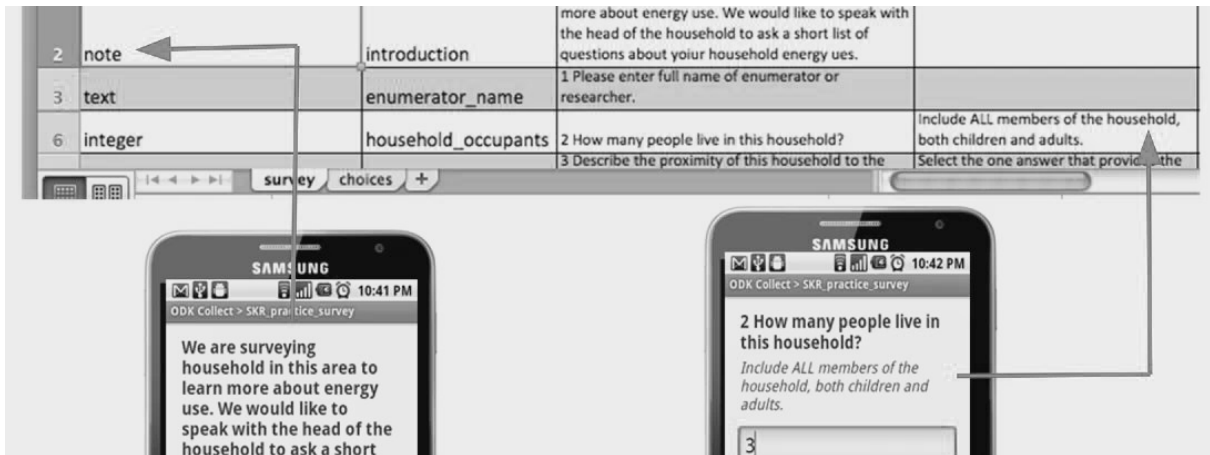 more about energy use. We would like to speak with
the head of the household to ask a short list of
questions about yoiur household energy ues.
2 note introduction
1 Please enter full name of enumerator or
researcher.
3 text enumerator_name
Include ALL members of the household,
both children and adults.
6 integer household_occupants 2 How many people live in this household?
3 Describe the proximity of this household to the
Select the one answer that provides the
survey choices +
SAMSUNG
10:41 PM
ODK Collect > SKR_practice_survey
We are surveying
household in this area to
learn more about energy
use. We would like to
speak with the head of the
household to ask a short
SAMSUNG
10:42 PM
ODK Collect > SKR_practice_survey
2 How many people live in
this household?
Include ALL members of the
household, both children and
adults.
3